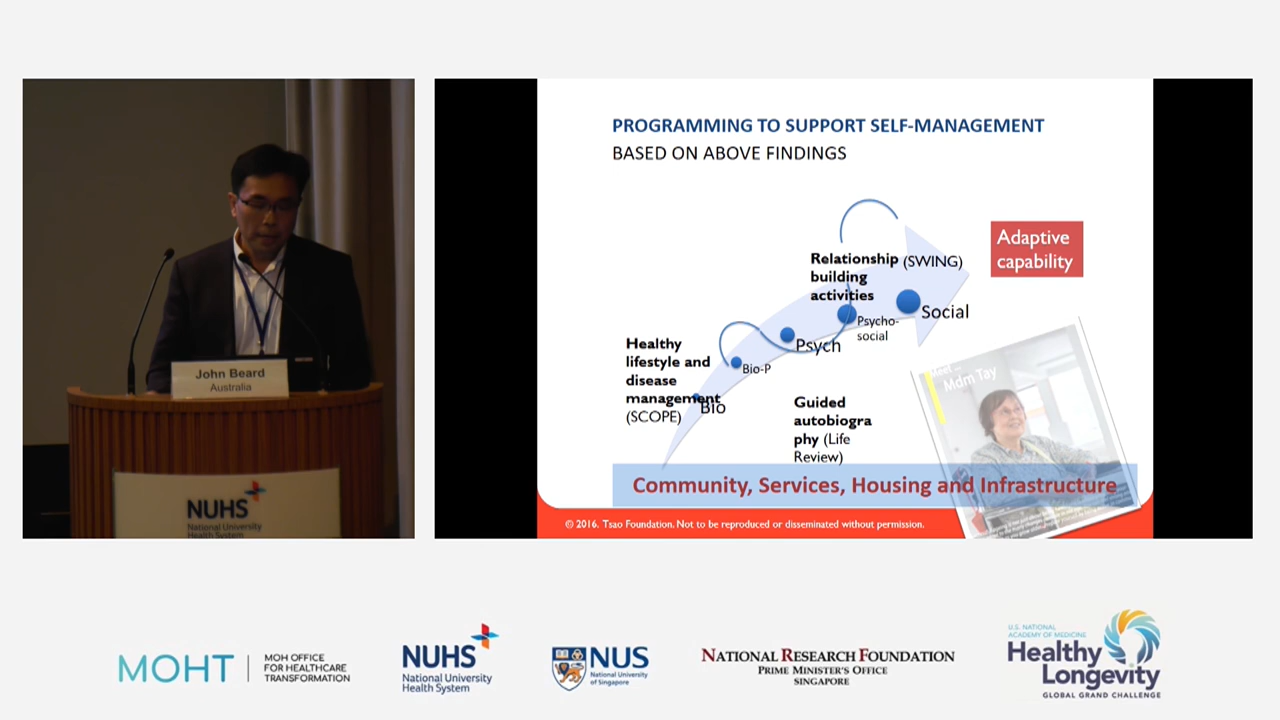 John Beard
Australia
NUHS
National University
Health System
PROGRAMMING TO SUPPORT SELF-MANAGEMENT
BASED ON ABOVE FINDINGS
Adaptive
capability
Relationship (SWING)
building
activities
Social
Psycho-
social
Psych
Healthy
lifestyle and
disease
management
(SCOPE)
Bio-P
Bio
Guided
autobiogra
phy (Life
Review)
Meet ...
Mdm Tay
Community, Services, Housing and Infrastructure
© 2016. Tsao Foundation. Not to be reproduced or disseminated without permission.
MOHT
MOH OFFICE
FOR HEALTHCARE
TRANSFORMATION
NUHS
National University
Health System
NUS
National University
of Singapore
NATIONAL RESEARCH FOUNDATION
PRIME MINISTER'S OFFICE
SINGAPORE
U.S. NATIONAL
ACADEMY OF MEDICINE
Healthy
Longevity
GLOBAL GRAND CHALLENGE